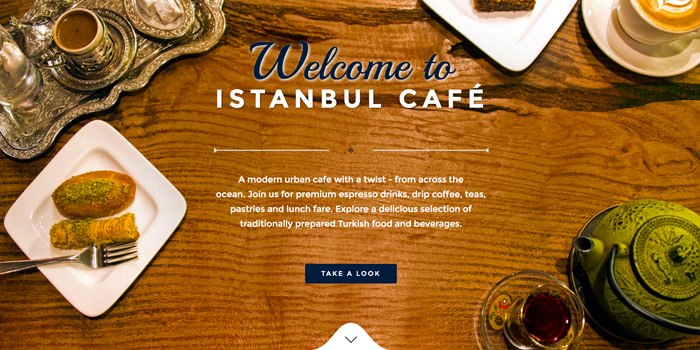 Welcome to
ISTANBUL CAFÉ
A modern urban cafe with a twist - from across the
ocean. Join us for premium espresso drinks, drip coffee, teas,
pastries and lunch fare. Explore a delicious selection of
traditionally prepared Turkish food and beverages.
TAKE A LOOK